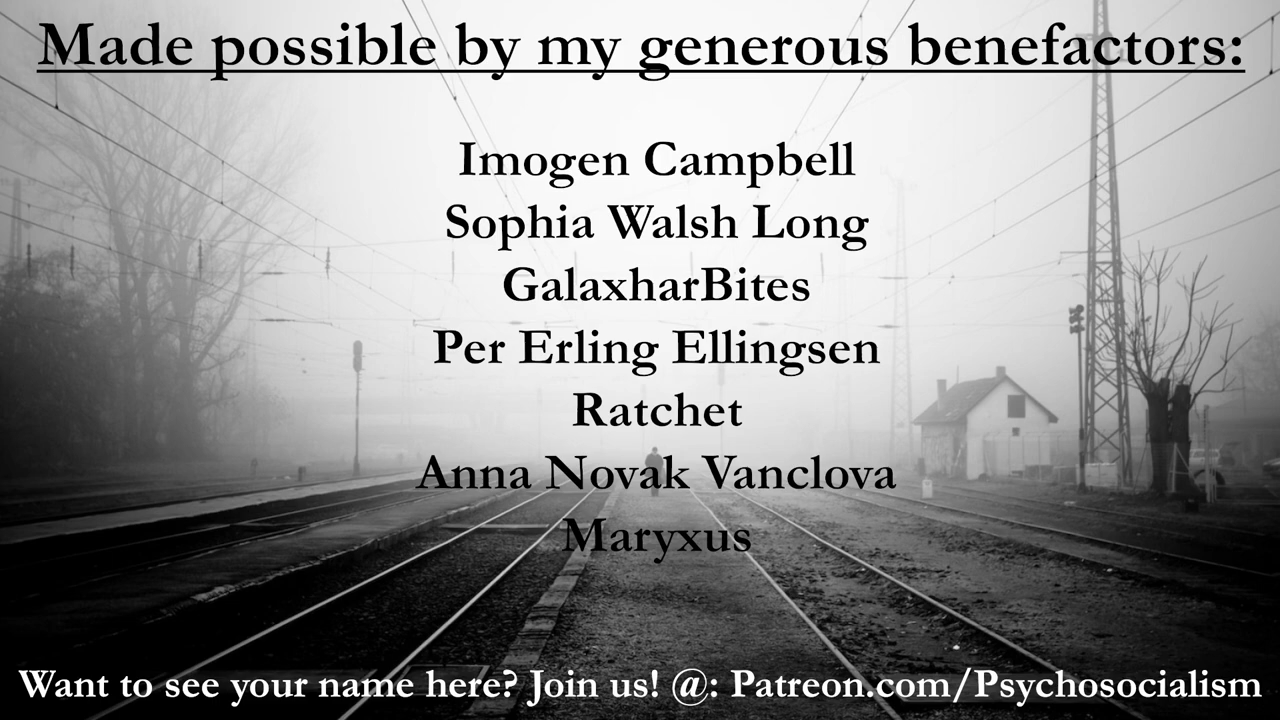 Made possible by my generous benefactors:
Imogen Campbell
Sophia Walsh Long
GalaxharBites
Per Erling Ellingsen
Ratchet
Anna Novak Vanclova
Maryxus
Want to see your name here? Join us! @: Patreon.com/Psychosocialism